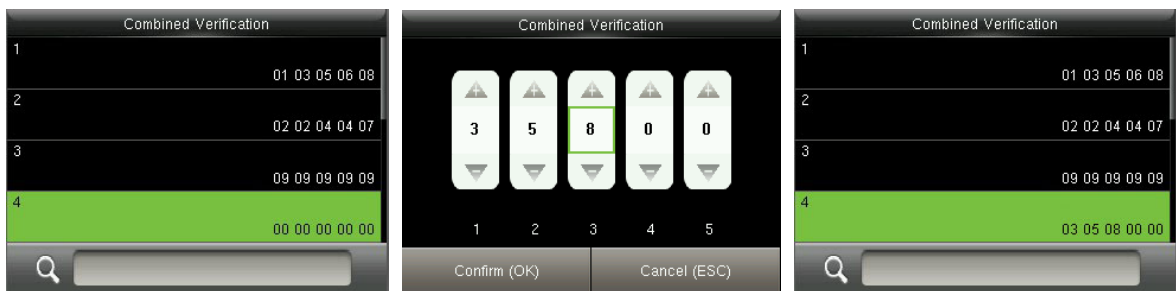 Combined Verification
1
01 03 05 06 08
2
02 02 04 04 07
3
09 09 09 09 09
4
00 00 00 00 00
Combined Verification
3 5 8 0 0
1 2 3 4 5
Confirm (OK) Cancel (ESC)
Combined Verification
1
01 03 05 06 08
2
02 02 04 04 07
3
09 09 09 09 09
4
03 05 08 00 00